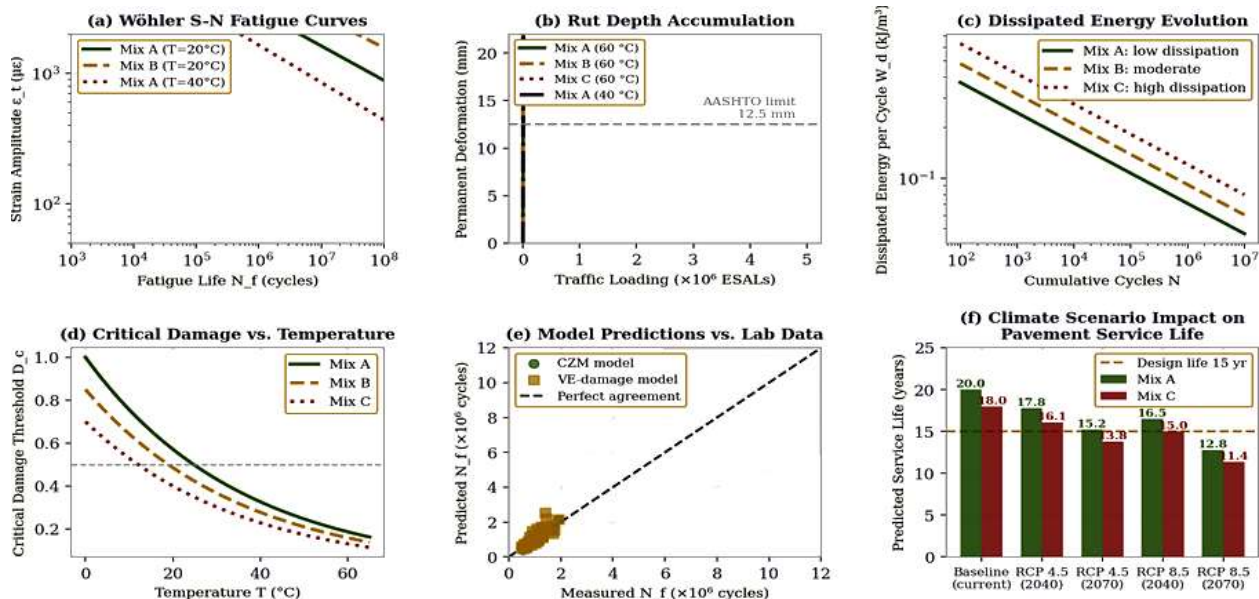 (a) Wöhler S-N Fatigue Curves
Strain Amplitude ε_t (με)
10³
10²
Mix A (T=20°C)
Mix B (T=20°C)
Mix A (T=40°C)
10³ 10⁴ 10⁵ 10⁶ 10⁷ 10⁸
Fatigue Life N_f (cycles)
(b) Rut Depth Accumulation
Permanent Deformation (mm)
20
15
10
5
0
Mix A (60 °C)
Mix B (60 °C)
Mix C (60 °C)
Mix A (40 °C)
AASHTO limit
12.5 mm
0 1 2 3 4 5
Traffic Loading (×10⁶ ESALs)
(c) Dissipated Energy Evolution
Dissipated Energy per Cycle W_d (kJ/m³)
10⁻¹
Mix A: low dissipation
Mix B: moderate
Mix C: high dissipation
10² 10³ 10⁴ 10⁵ 10⁶ 10⁷
Cumulative Cycles N
(d) Critical Damage vs. Temperature
Critical Damage Threshold D_c
1.0
0.8
0.6
0.4
0.2
Mix A
Mix B
Mix C
0 20 40 60
Temperature T (°C)
(e) Model Predictions vs. Lab Data
Predicted N_f (×10⁶ cycles)
12
10
8
6
4
2
0
CZM model
VE-damage model
Perfect agreement
0 2 4 6 8 10 12
Measured N_f (×10⁶ cycles)
(f) Climate Scenario Impact on
Pavement Service Life
Predicted Service Life (years)
25
20
15
10
5
0
Design life 15 yr
Mix A
Mix C
20.0 18.0 17.8 16.1 15.2 13.8 16.5 15.0 12.8 11.4
Baseline RCP 4.5 RCP 4.5 RCP 8.5 RCP 8.5
(current) (2040) (2070) (2040) (2070)